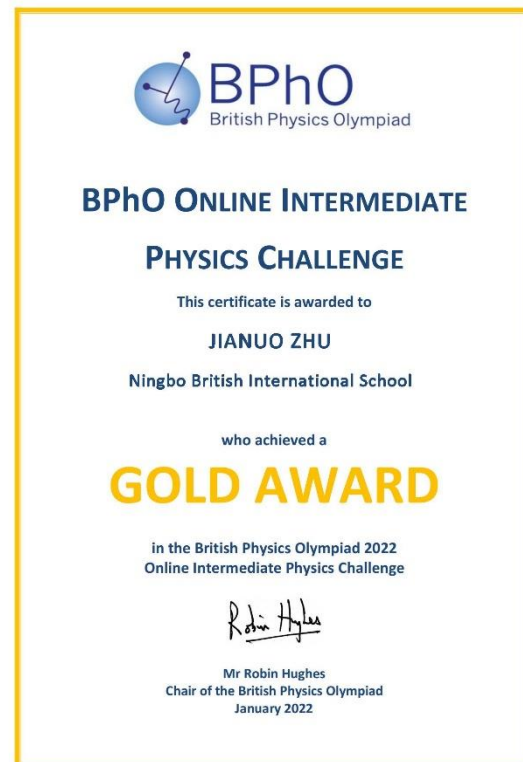 BPhO
British Physics Olympiad
BPhO ONLINE INTERMEDIATE
PHYSICS CHALLENGE
This certificate is awarded to
JIANUO ZHU
Ningbo British International School
who achieved a
GOLD AWARD
in the British Physics Olympiad 2022
Online Intermediate Physics Challenge
Robin Hughes
Mr Robin Hughes
Chair of the British Physics Olympiad
January 2022